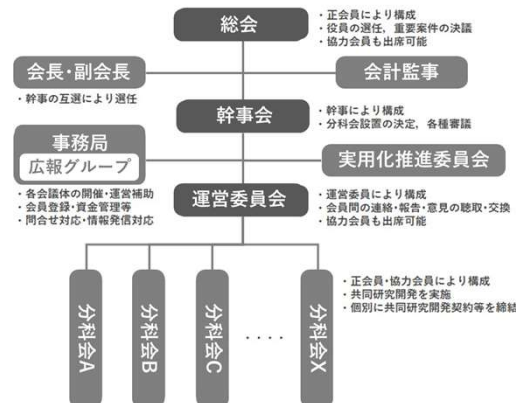 総会
・正会員により構成
・役員の選任，重要案件の決議
・協力会員も出席可能
会長・副会長
・幹事の互選により選任
会計監事
幹事会
・幹事により構成
・分科会設置の決定，各種審議
事務局
広報グループ
・各会議体の開催・運営補助
・会員登録・資金管理等
・問合せ対応・情報発信対応
実用化推進委員会
運営委員会
・運営委員により構成
・会員間の連絡・報告・意見の聴取・交換
・協力会員も出席可能
分科会A
分科会B
分科会C
････
分科会X
・正会員・協力会員により構成
・共同研究開発を実施
・個別に共同研究開発契約等を締結